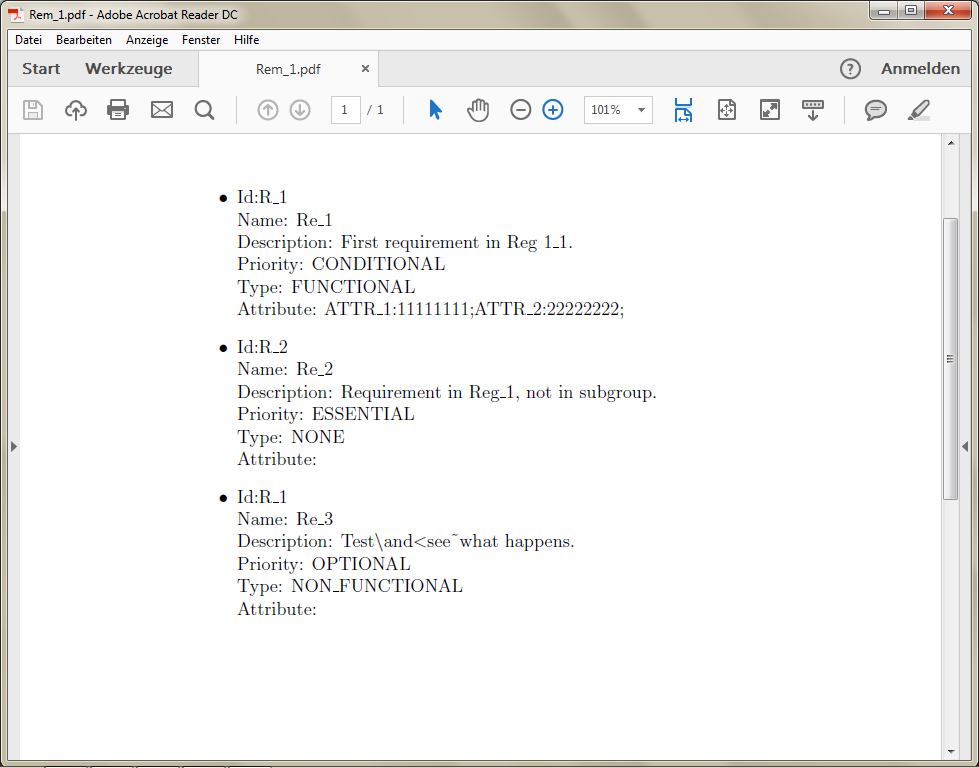 Rem_1.pdf - Adobe Acrobat Reader DC
Datei Bearbeiten Anzeige Fenster Hilfe
Start Werkzeuge Rem_1.pdf × ? Anmelden
1 / 1 101%
• Id:R_1
Name: Re_1
Description: First requirement in Reg 1_1.
Priority: CONDITIONAL
Type: FUNCTIONAL
Attribute: ATTR_1:11111111;ATTR_2:22222222;
• Id:R_2
Name: Re_2
Description: Requirement in Reg_1, not in subgroup.
Priority: ESSENTIAL
Type: NONE
Attribute:
• Id:R_1
Name: Re_3
Description: Test\and<see~what happens.
Priority: OPTIONAL
Type: NON_FUNCTIONAL
Attribute: